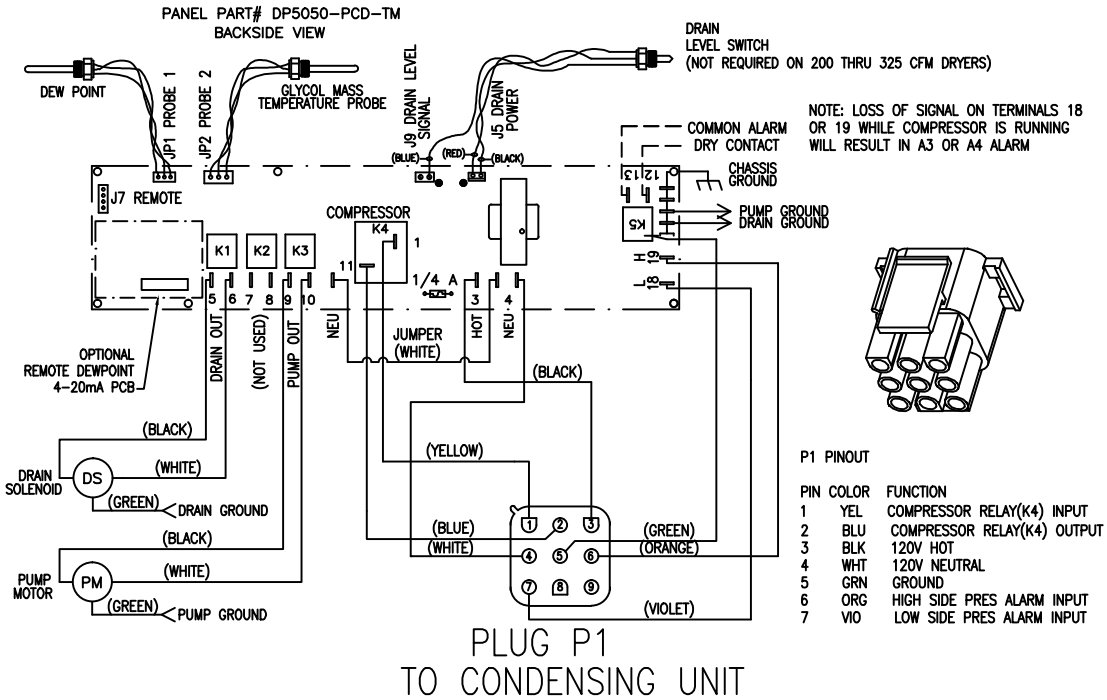 PANEL PART# DP5050-PCD-TM
BACKSIDE VIEW
DEW POINT
JP1 PROBE 1
JP2 PROBE 2
GLYCOL MASS
TEMPERATURE PROBE
J9 DRAIN LEVEL
SIGNAL
J5 DRAIN
POWER
DRAIN
LEVEL SWITCH
(NOT REQUIRED ON 200 THRU 325 CFM DRYERS)
NOTE: LOSS OF SIGNAL ON TERMINALS 18
OR 19 WHILE COMPRESSOR IS RUNNING
WILL RESULT IN A3 OR A4 ALARM
COMMON ALARM
DRY CONTACT
(BLUE)
(RED)
(BLACK)
CHASSIS
GROUND
13
12
J7 REMOTE
COMPRESSOR
K4
1
11
K5
PUMP GROUND
DRAIN GROUND
K1
K2
K3
H
19
L
18
1/4 A
5
6
7
8
9
10
3
4
DRAIN OUT
(NOT USED)
PUMP OUT
NEU
JUMPER
(WHITE)
HOT
NEU
OPTIONAL
REMOTE DEWPOINT
4-20mA PCB
(BLACK)
(BLACK)
(WHITE)
DRAIN
SOLENOID
DS
(GREEN)
DRAIN GROUND
(YELLOW)
(BLACK)
(WHITE)
PUMP
MOTOR
PM
(GREEN)
PUMP GROUND
(BLUE)
(WHITE)
(GREEN)
(ORANGE)
(VIOLET)
1 2 3
4 5 6
7 8 9
PLUG P1
TO CONDENSING UNIT
P1 PINOUT
PIN COLOR FUNCTION
1 YEL COMPRESSOR RELAY(K4) INPUT
2 BLU COMPRESSOR RELAY(K4) OUTPUT
3 BLK 120V HOT
4 WHT 120V NEUTRAL
5 GRN GROUND
6 ORG HIGH SIDE PRES ALARM INPUT
7 VIO LOW SIDE PRES ALARM INPUT